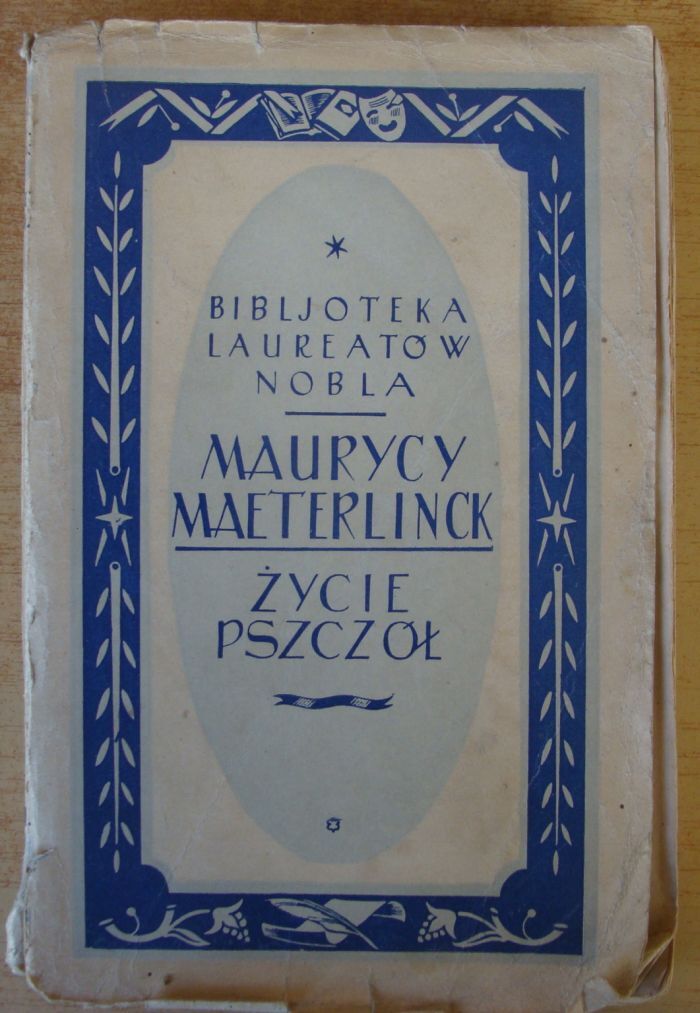 BIBLJOTEKA
LAUREATÓW
NOBLA
MAURYCY
MAETERLINCK
ŻYCIE
PSZCZÓŁ